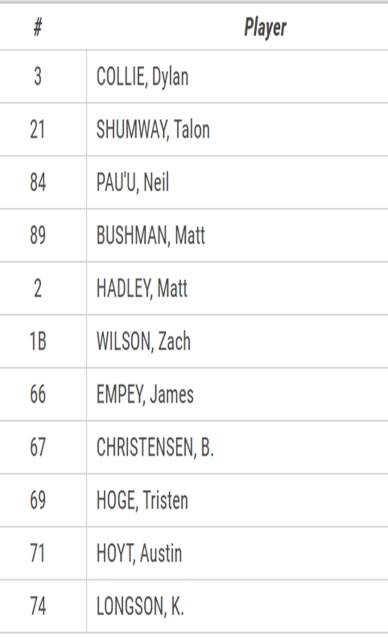 # Player
3 COLLIE, Dylan
21 SHUMWAY, Talon
84 PAU'U, Neil
89 BUSHMAN, Matt
2 HADLEY, Matt
1B WILSON, Zach
66 EMPEY, James
67 CHRISTENSEN, B.
69 HOGE, Tristen
71 HOYT, Austin
74 LONGSON, K.